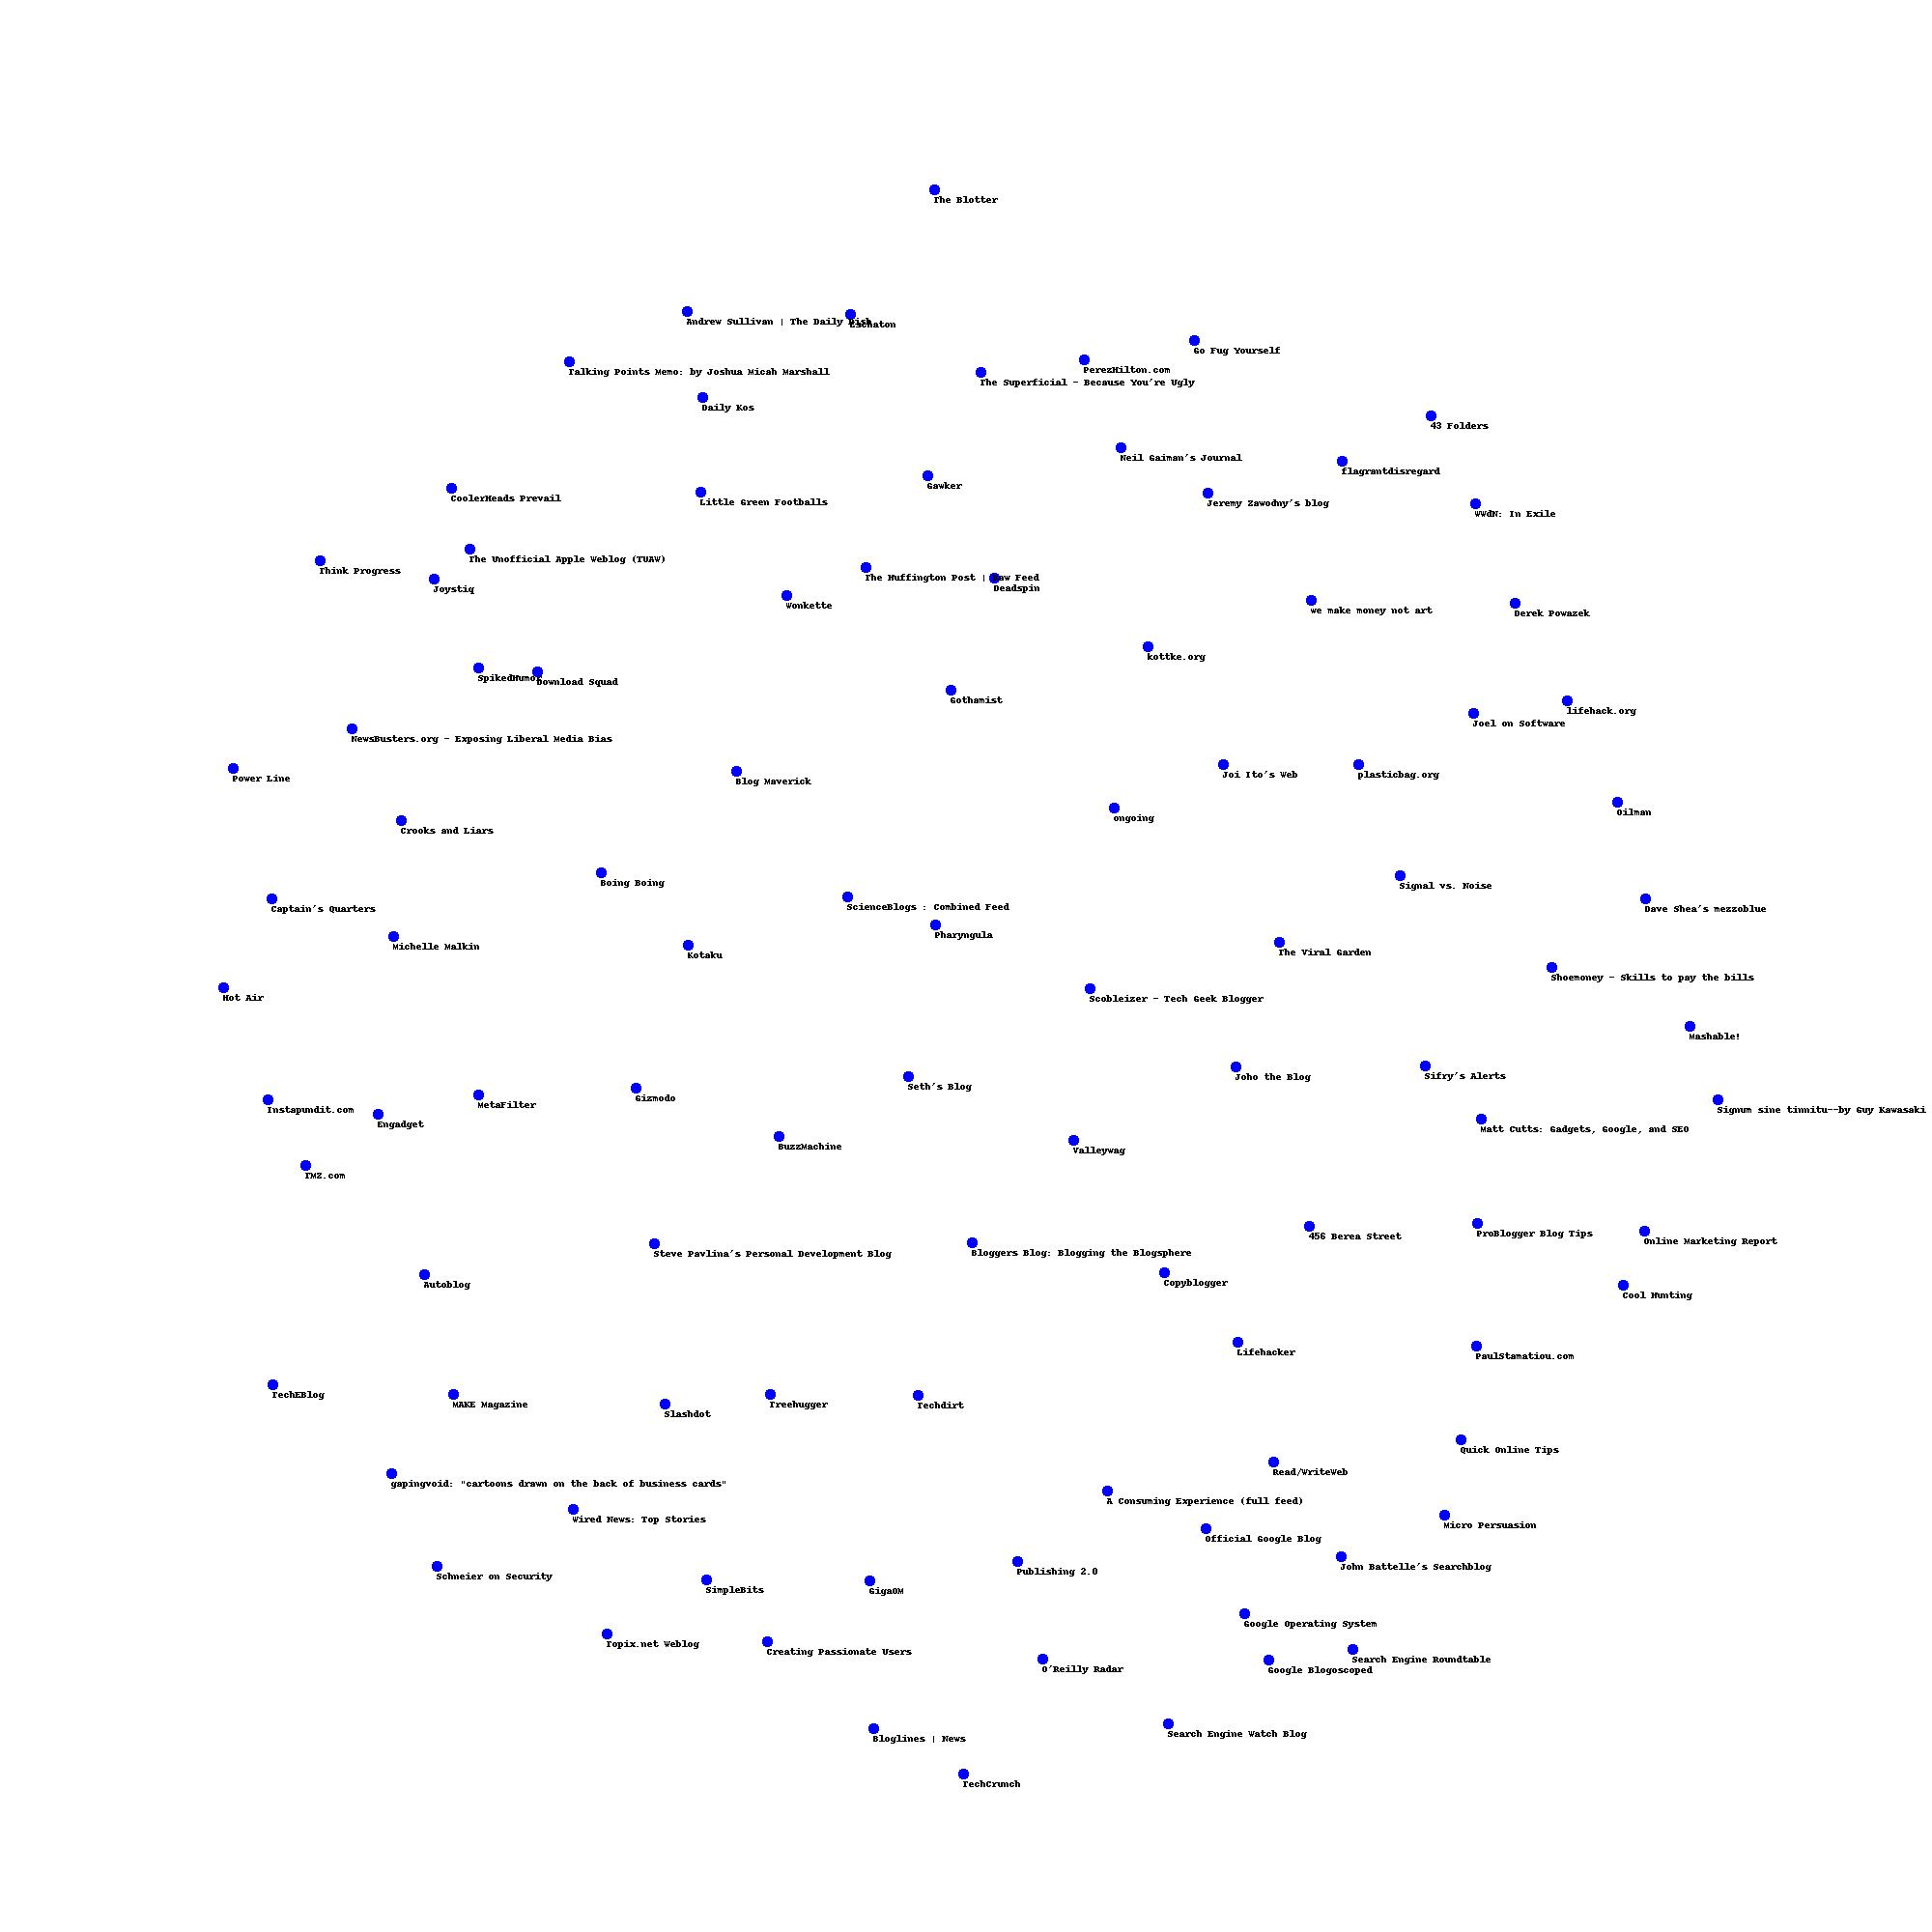 The Blotter
Andrew Sullivan | The Daily Dish
Eschaton
Go Fug Yourself
Talking Points Memo: by Joshua Micah Marshall
PerezHilton.com
The Superficial - Because You're Ugly
Daily Kos
43 Folders
Neil Gaiman's Journal
flagrantdisregard
Gawker
CoolerHeads Prevail
Little Green Footballs
Jeremy Zawodny's blog
WWdN: In Exile
The Unofficial Apple Weblog (TUAW)
Think Progress
The Huffington Post | Raw Feed
Joystiq
Deadspin
Wonkette
we make money not art
Derek Powazek
kottke.org
SpikedHumor
Download Squad
Gothamist
lifehack.org
Joel on Software
NewsBusters.org - Exposing Liberal Media Bias
Power Line
Blog Maverick
Joi Ito's Web
plasticbag.org
Oilman
ongoing
Crooks and Liars
Boing Boing
Signal vs. Noise
ScienceBlogs : Combined Feed
Captain's Quarters
Dave Shea's mezzoblue
Pharyngula
Michelle Malkin
Kotaku
The Viral Garden
Shoemoney - Skills to pay the bills
Hot Air
Scobleizer - Tech Geek Blogger
Mashable!
Joho the Blog
Sifry's Alerts
Seth's Blog
Gizmodo
MetaFilter
Instapundit.com
Signum sine tinnitu--by Guy Kawasaki
Engadget
Matt Cutts: Gadgets, Google, and SEO
BuzzMachine
Valleywag
TMZ.com
ProBlogger Blog Tips
456 Berea Street
Online Marketing Report
Steve Pavlina's Personal Development Blog
Bloggers Blog: Blogging the Blogsphere
Copyblogger
Autoblog
Cool Hunting
Lifehacker
PaulStamatiou.com
TechEBlog
MAKE Magazine
Treehugger
Techdirt
Slashdot
Quick Online Tips
Read/WriteWeb
gapingvoid: "cartoons drawn on the back of business cards"
A Consuming Experience (full feed)
Wired News: Top Stories
Micro Persuasion
Official Google Blog
John Battelle's Searchblog
Publishing 2.0
Schneier on Security
SimpleBits
GigaOM
Google Operating System
Topix.net Weblog
Creating Passionate Users
Search Engine Roundtable
O'Reilly Radar
Google Blogoscoped
Search Engine Watch Blog
Bloglines | News
TechCrunch